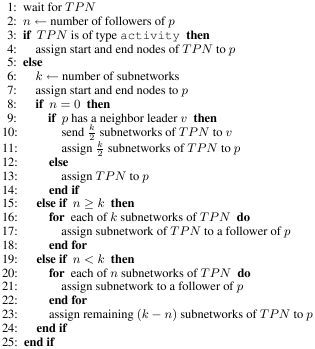 1: wait for TPN
2: n ← number of followers of p
3: if TPN is of type activity then
4: assign start and end nodes of TPN to p
5: else
6: k ← number of subnetworks
7: assign start and end nodes to p
8: if n = 0 then
9: if p has a neighbor leader v then
10: send k/2 subnetworks of TPN to v
11: assign k/2 subnetworks of TPN to p
12: else
13: assign TPN to p
14: end if
15: else if n ≥ k then
16: for each of k subnetworks of TPN do
17: assign subnetwork of TPN to a follower of p
18: end for
19: else if n < k then
20: for each of n subnetworks of TPN do
21: assign subnetwork to a follower of p
22: end for
23: assign remaining (k − n) subnetworks of TPN to p
24: end if
25: end if